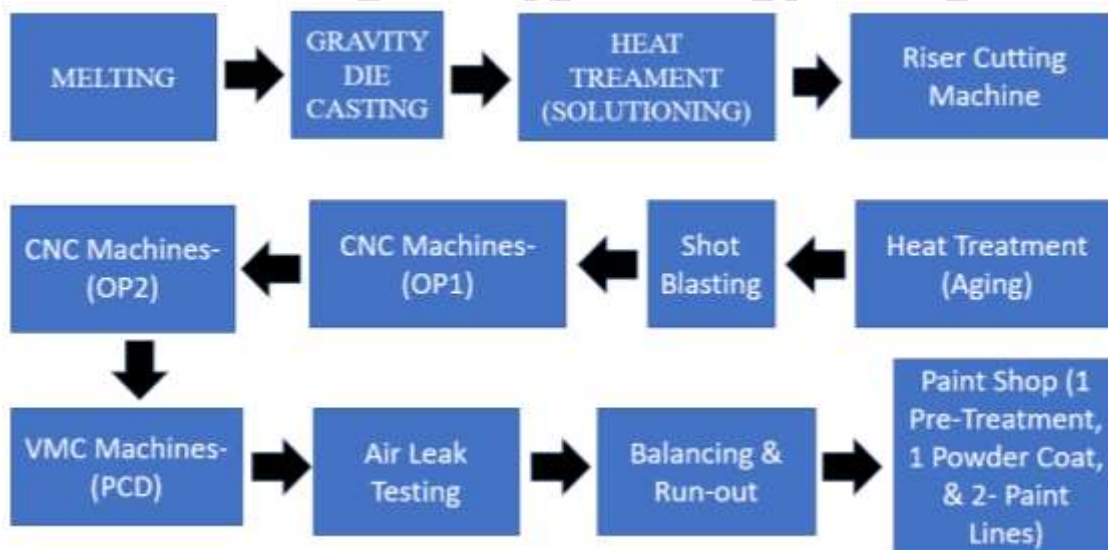 MELTING
GRAVITY
DIE
CASTING
HEAT
TREAMENT
(SOLUTIONING)
Riser Cutting
Machine
CNC Machines-
(OP2)
CNC Machines-
(OP1)
Shot
Blasting
Heat Treatment
(Aging)
VMC Machines-
(PCD)
Air Leak
Testing
Balancing &
Run-out
Paint Shop (1
Pre-Treatment,
1 Powder Coat,
& 2- Paint
Lines)